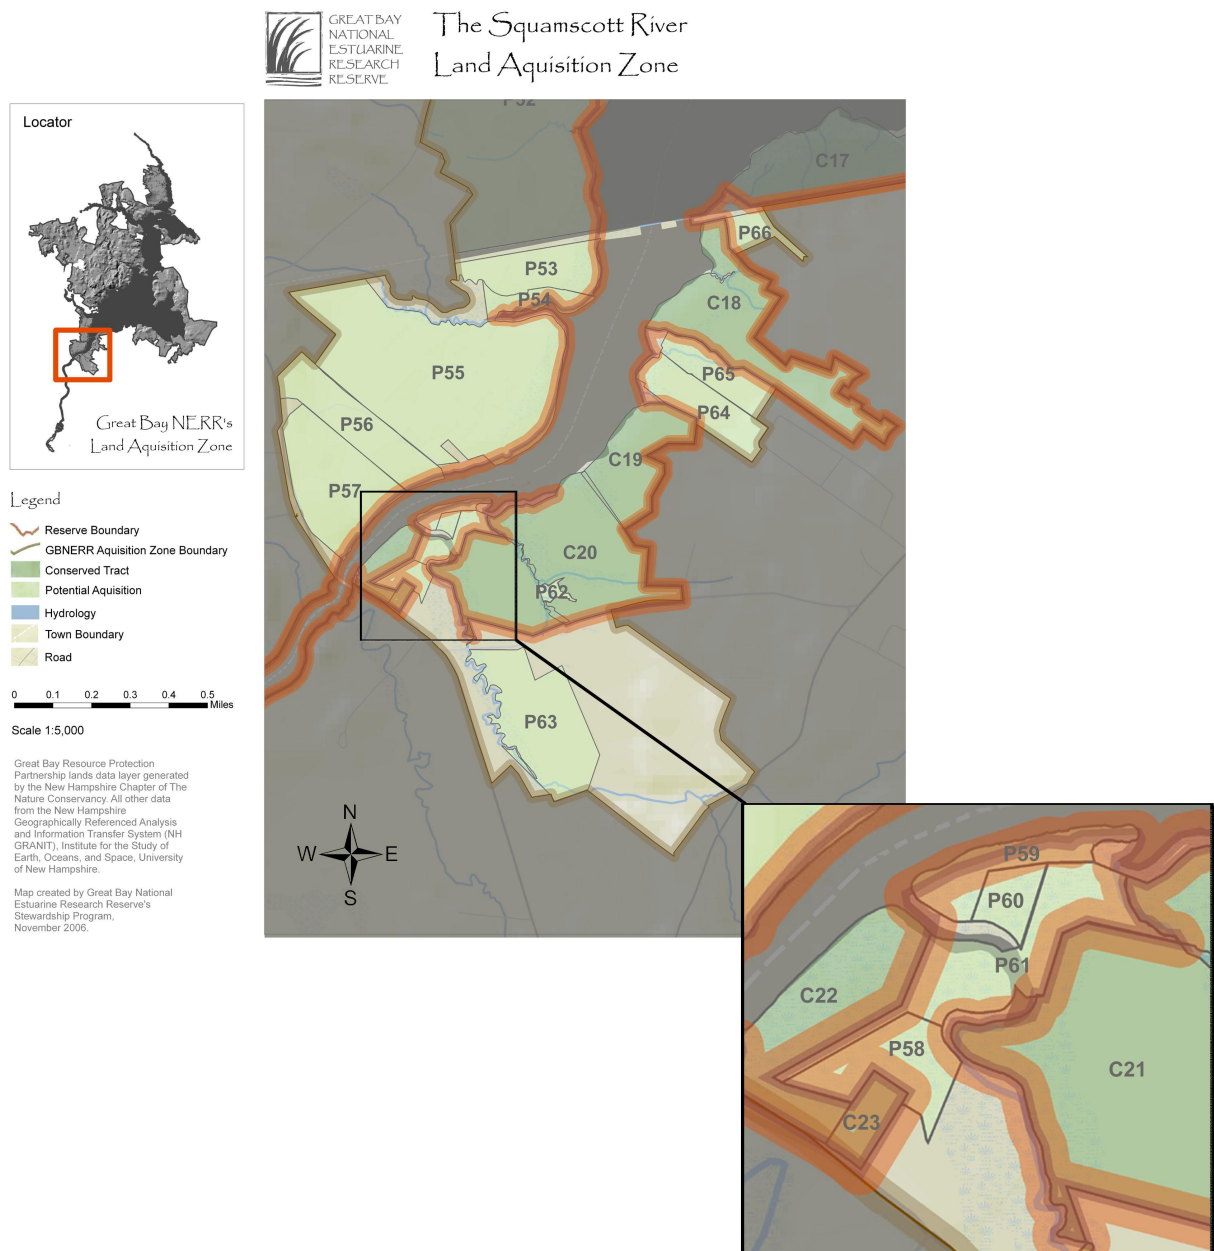 GREAT BAY
NATIONAL
ESTUARINE
RESEARCH
RESERVE
The Squamscott River
Land Aquisition Zone
Locator
Great Bay NERR's
Land Aquisition Zone
Legend
Reserve Boundary
GBNERR Aquisition Zone Boundary
Conserved Tract
Potential Aquisition
Hydrology
Town Boundary
Road
0 0.1 0.2 0.3 0.4 0.5
Miles
Scale 1:5,000
Great Bay Resource Protection
Partnership lands data layer generated
by the New Hampshire Chapter of The
Nature Conservancy. All other data
from the New Hampshire
Geographically Referenced Analysis
and Information Transfer System (NH
GRANIT), Institute for the Study of
Earth, Oceans, and Space, University
of New Hampshire.
Map created by Great Bay National
Estuarine Research Reserve's
Stewardship Program,
November 2006.
P52
C17
P66
P53
P54
C18
P55
P65
P64
P56
C19
P57
C20
P62
P63
N
W E
S
P59
P60
P61
C22
P58
C21
C23